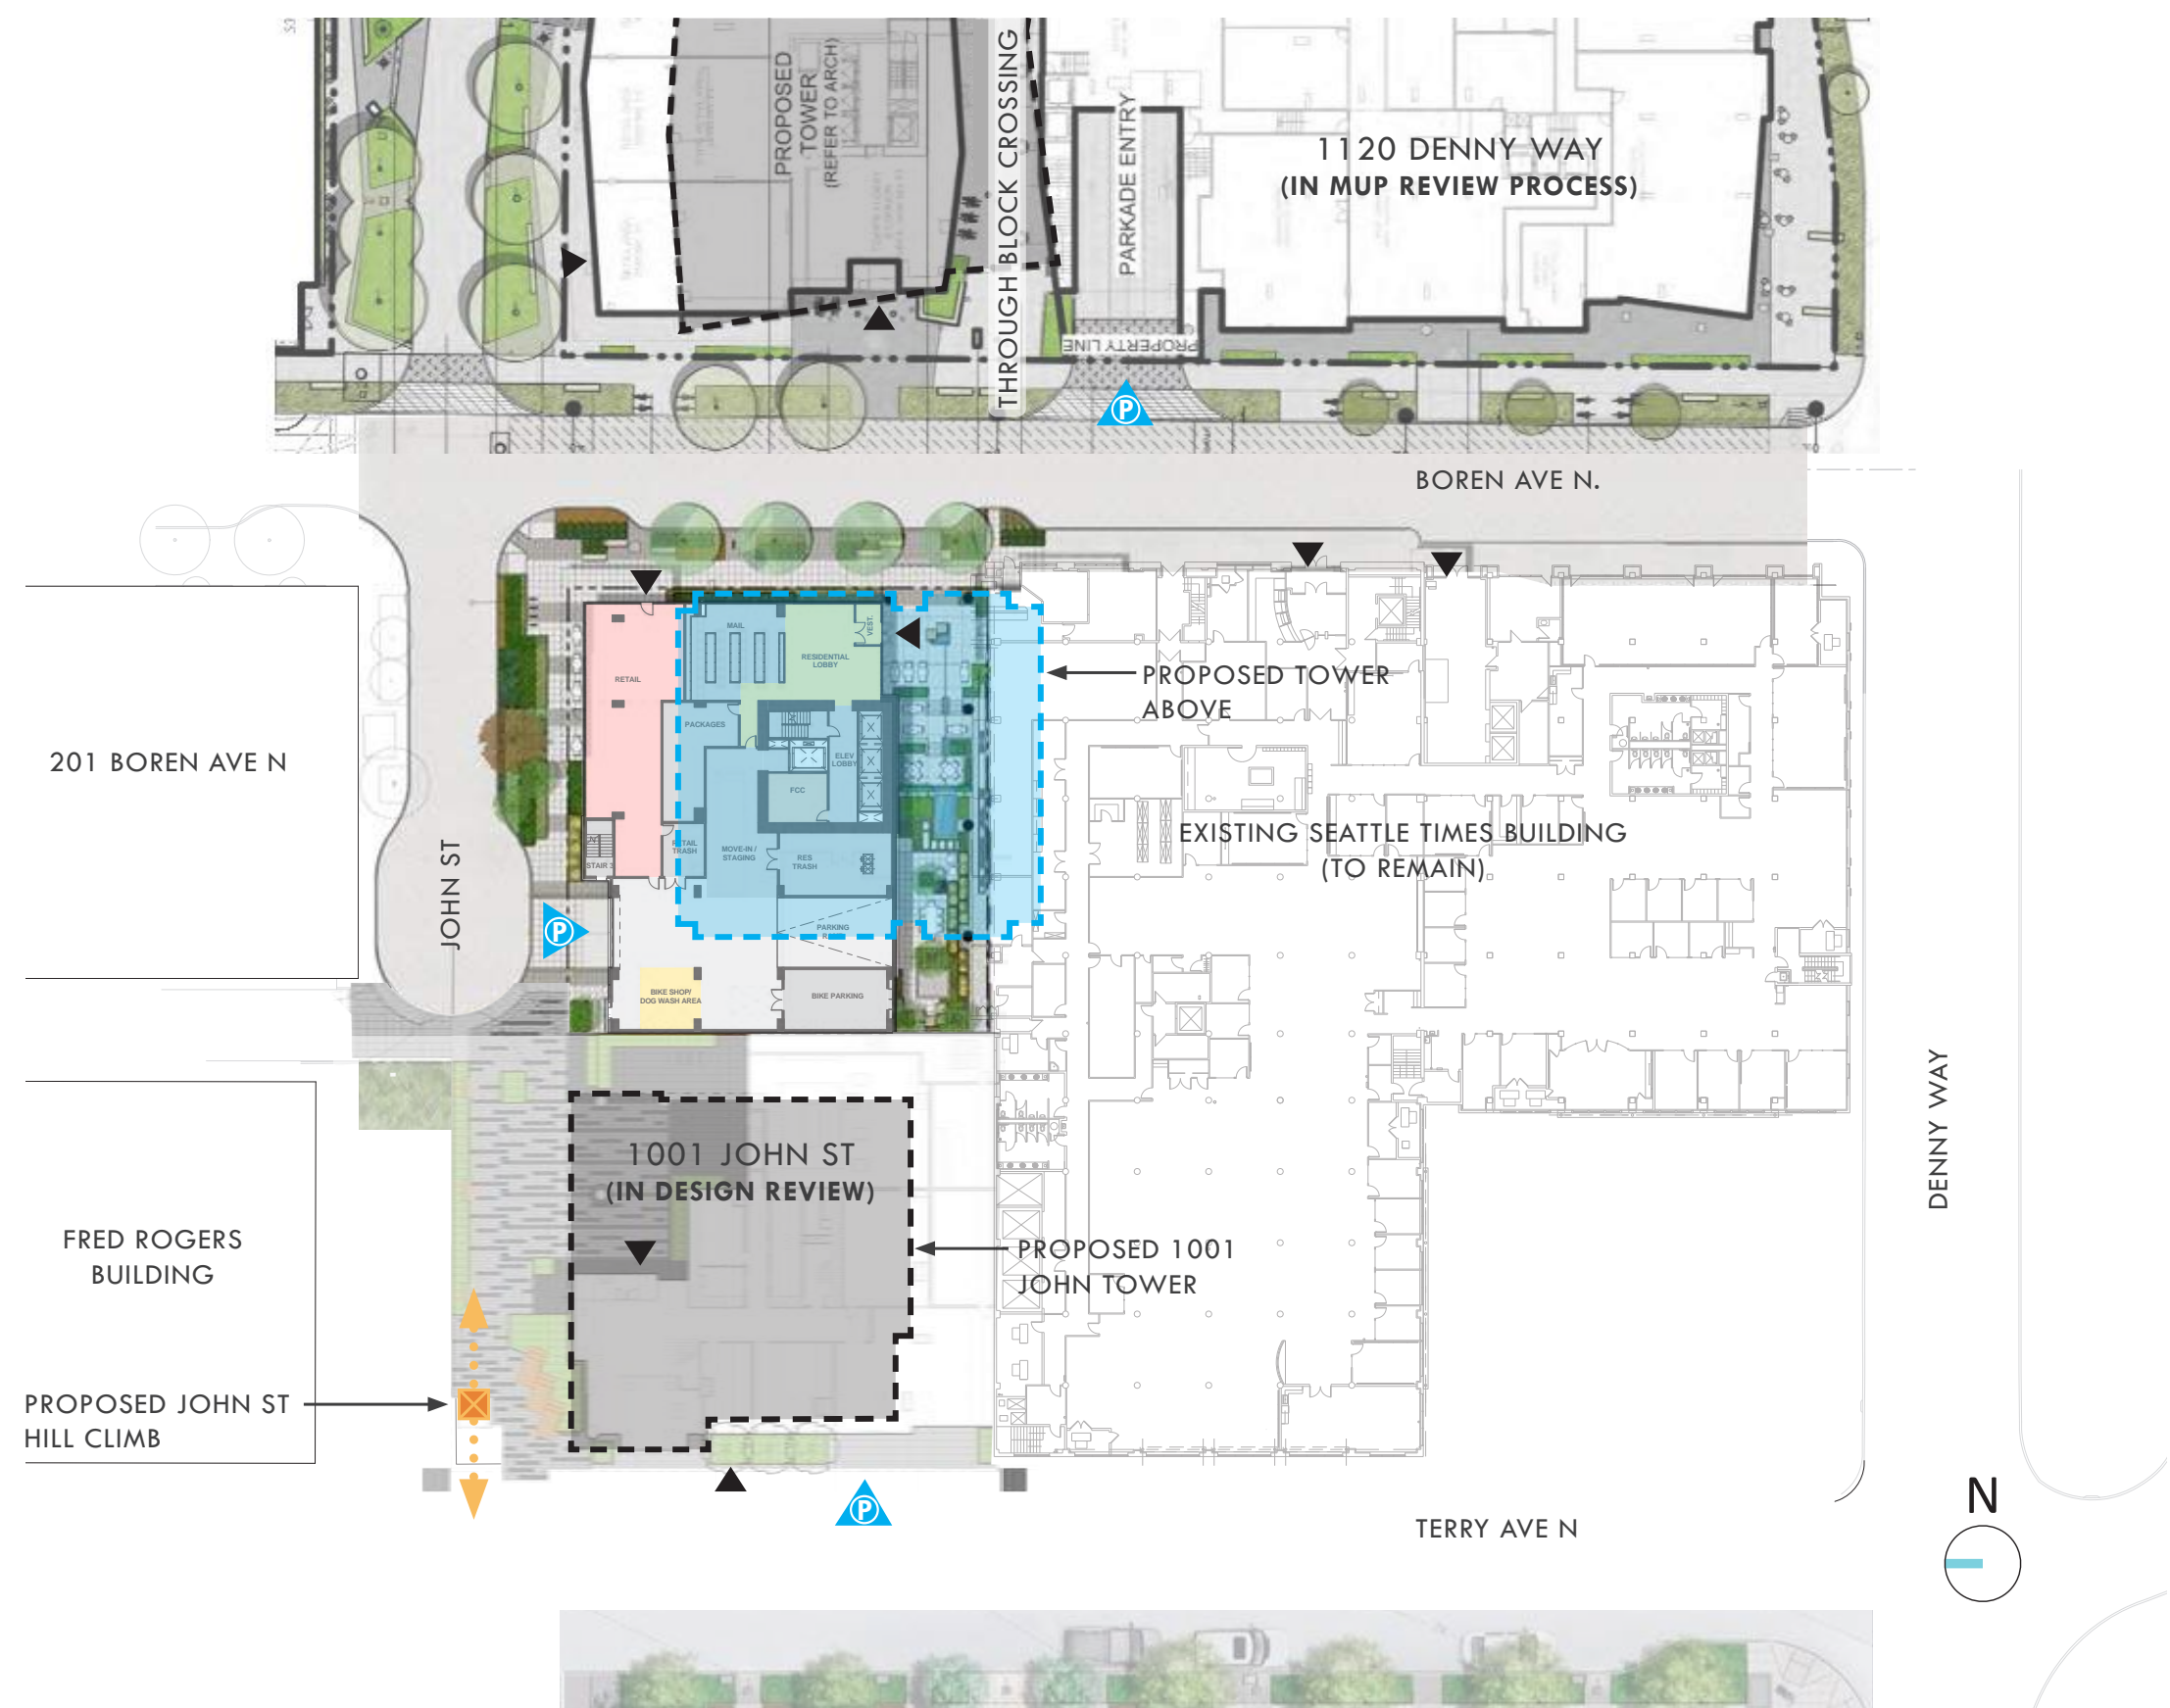 PROPOSED
TOWER
(REFER TO ARCH)
THROUGH BLOCK CROSSING
PARKADE ENTRY
1120 DENNY WAY
(IN MUP REVIEW PROCESS)
PROPERTY LINE
P
BOREN AVE N.
MAIL
VEST.
RESIDENTIAL
LOBBY
RETAIL
PROPOSED TOWER
ABOVE
PACKAGES
ELEV
LOBBY
201 BOREN AVE N
FCC
EXISTING SEATTLE TIMES BUILDING
(TO REMAIN)
RETAIL
TRASH
MOVE-IN /
STAGING
RES
TRASH
STAIR
JOHN ST
P
PARKING
BIKE SHOP/
DOG WASH AREA
BIKE PARKING
1001 JOHN ST
(IN DESIGN REVIEW)
DENNY WAY
FRED ROGERS
BUILDING
PROPOSED 1001
JOHN TOWER
PROPOSED JOHN ST
HILL CLIMB
P
TERRY AVE N
N